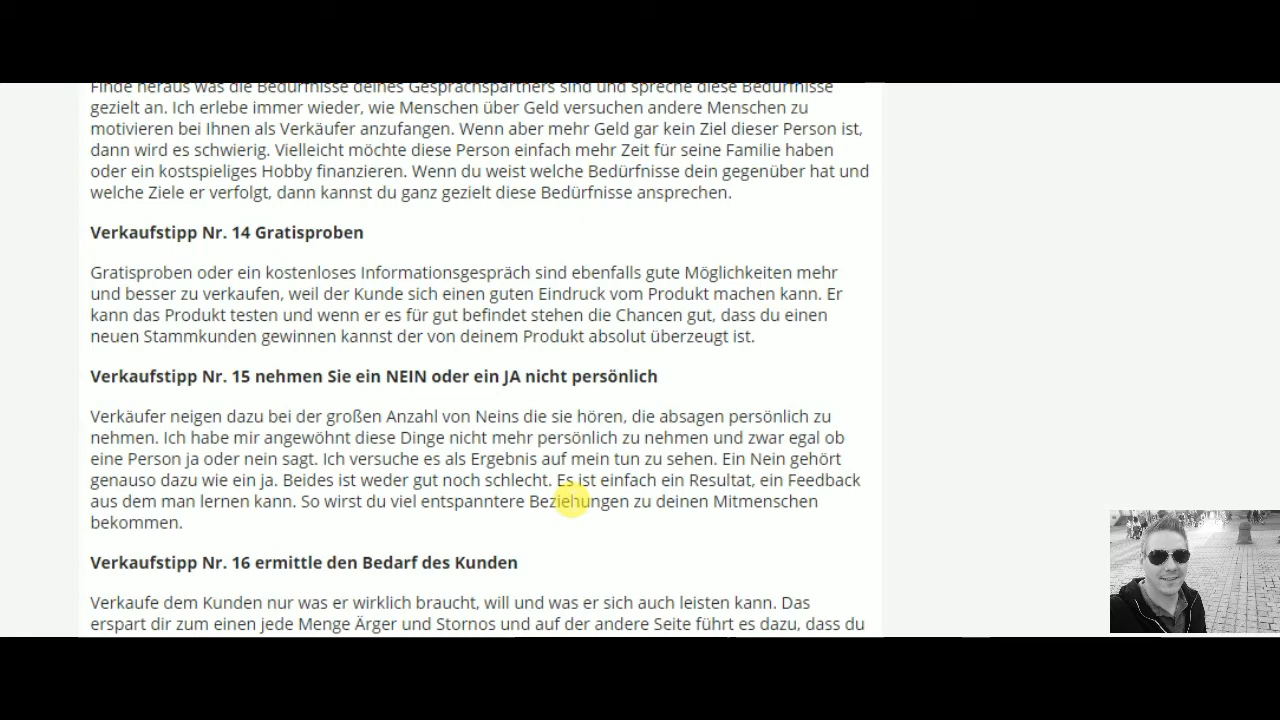 Finde heraus was die Bedürfnisse deines Gesprächspartners sind und spreche diese Bedürfnisse
gezielt an. Ich erlebe immer wieder, wie Menschen über Geld versuchen andere Menschen zu
motivieren bei Ihnen als Verkäufer anzufangen. Wenn aber mehr Geld gar kein Ziel dieser Person ist,
dann wird es schwierig. Vielleicht möchte diese Person einfach mehr Zeit für seine Familie haben
oder ein kostspieliges Hobby finanzieren. Wenn du weist welche Bedürfnisse dein gegenüber hat und
welche Ziele er verfolgt, dann kannst du ganz gezielt diese Bedürfnisse ansprechen.
Verkaufstipp Nr. 14 Gratisproben
Gratisproben oder ein kostenloses Informationsgespräch sind ebenfalls gute Möglichkeiten mehr
und besser zu verkaufen, weil der Kunde sich einen guten Eindruck vom Produkt machen kann. Er
kann das Produkt testen und wenn er es für gut befindet stehen die Chancen gut, dass du einen
neuen Stammkunden gewinnen kannst der von deinem Produkt absolut überzeugt ist.
Verkaufstipp Nr. 15 nehmen Sie ein NEIN oder ein JA nicht persönlich
Verkäufer neigen dazu bei der großen Anzahl von Neins die sie hören, die absagen persönlich zu
nehmen. Ich habe mir angewöhnt diese Dinge nicht mehr persönlich zu nehmen und zwar egal ob
eine Person ja oder nein sagt. Ich versuche es als Ergebnis auf mein tun zu sehen. Ein Nein gehört
genauso dazu wie ein ja. Beides ist weder gut noch schlecht. Es ist einfach ein Resultat, ein Feedback
aus dem man lernen kann. So wirst du viel entspanntere Beziehungen zu deinen Mitmenschen
bekommen.
Verkaufstipp Nr. 16 ermittle den Bedarf des Kunden
Verkaufe dem Kunden nur was er wirklich braucht, will und was er sich auch leisten kann. Das
erspart dir zum einen jede Menge Ärger und Stornos und auf der andere Seite führt es dazu, dass du